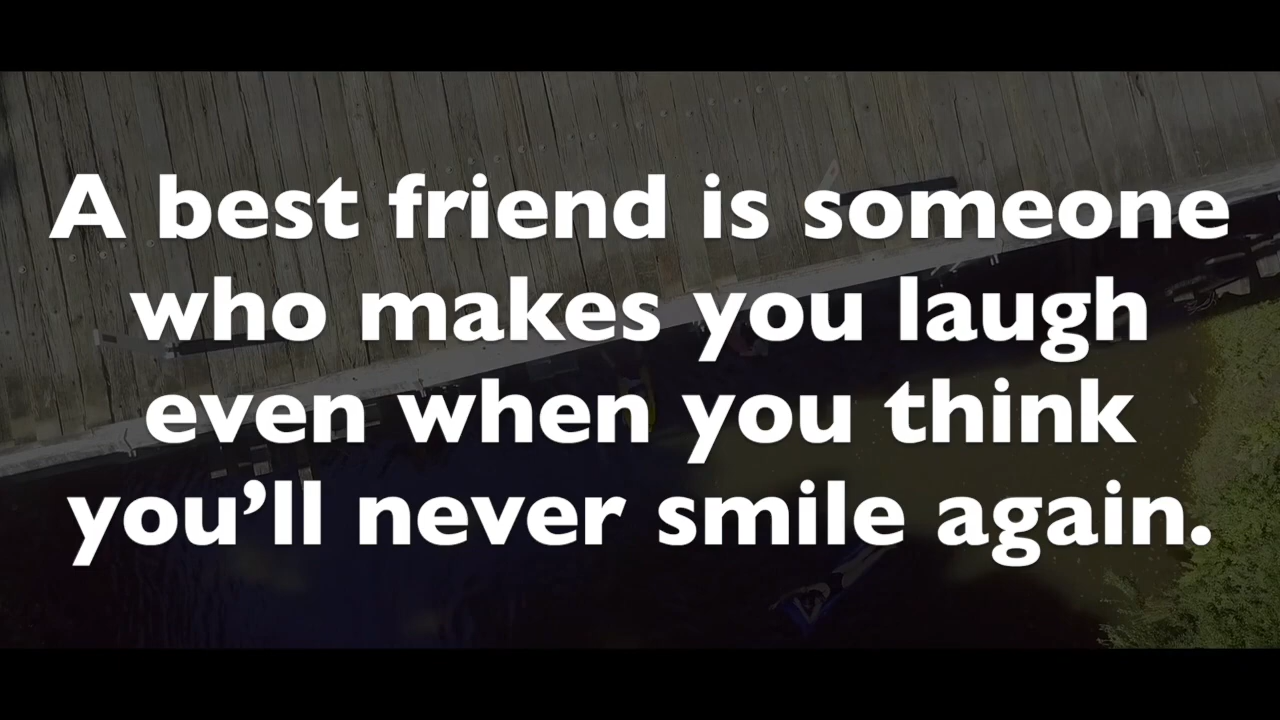 A best friend is someone
who makes you laugh
even when you think
you’ll never smile again.